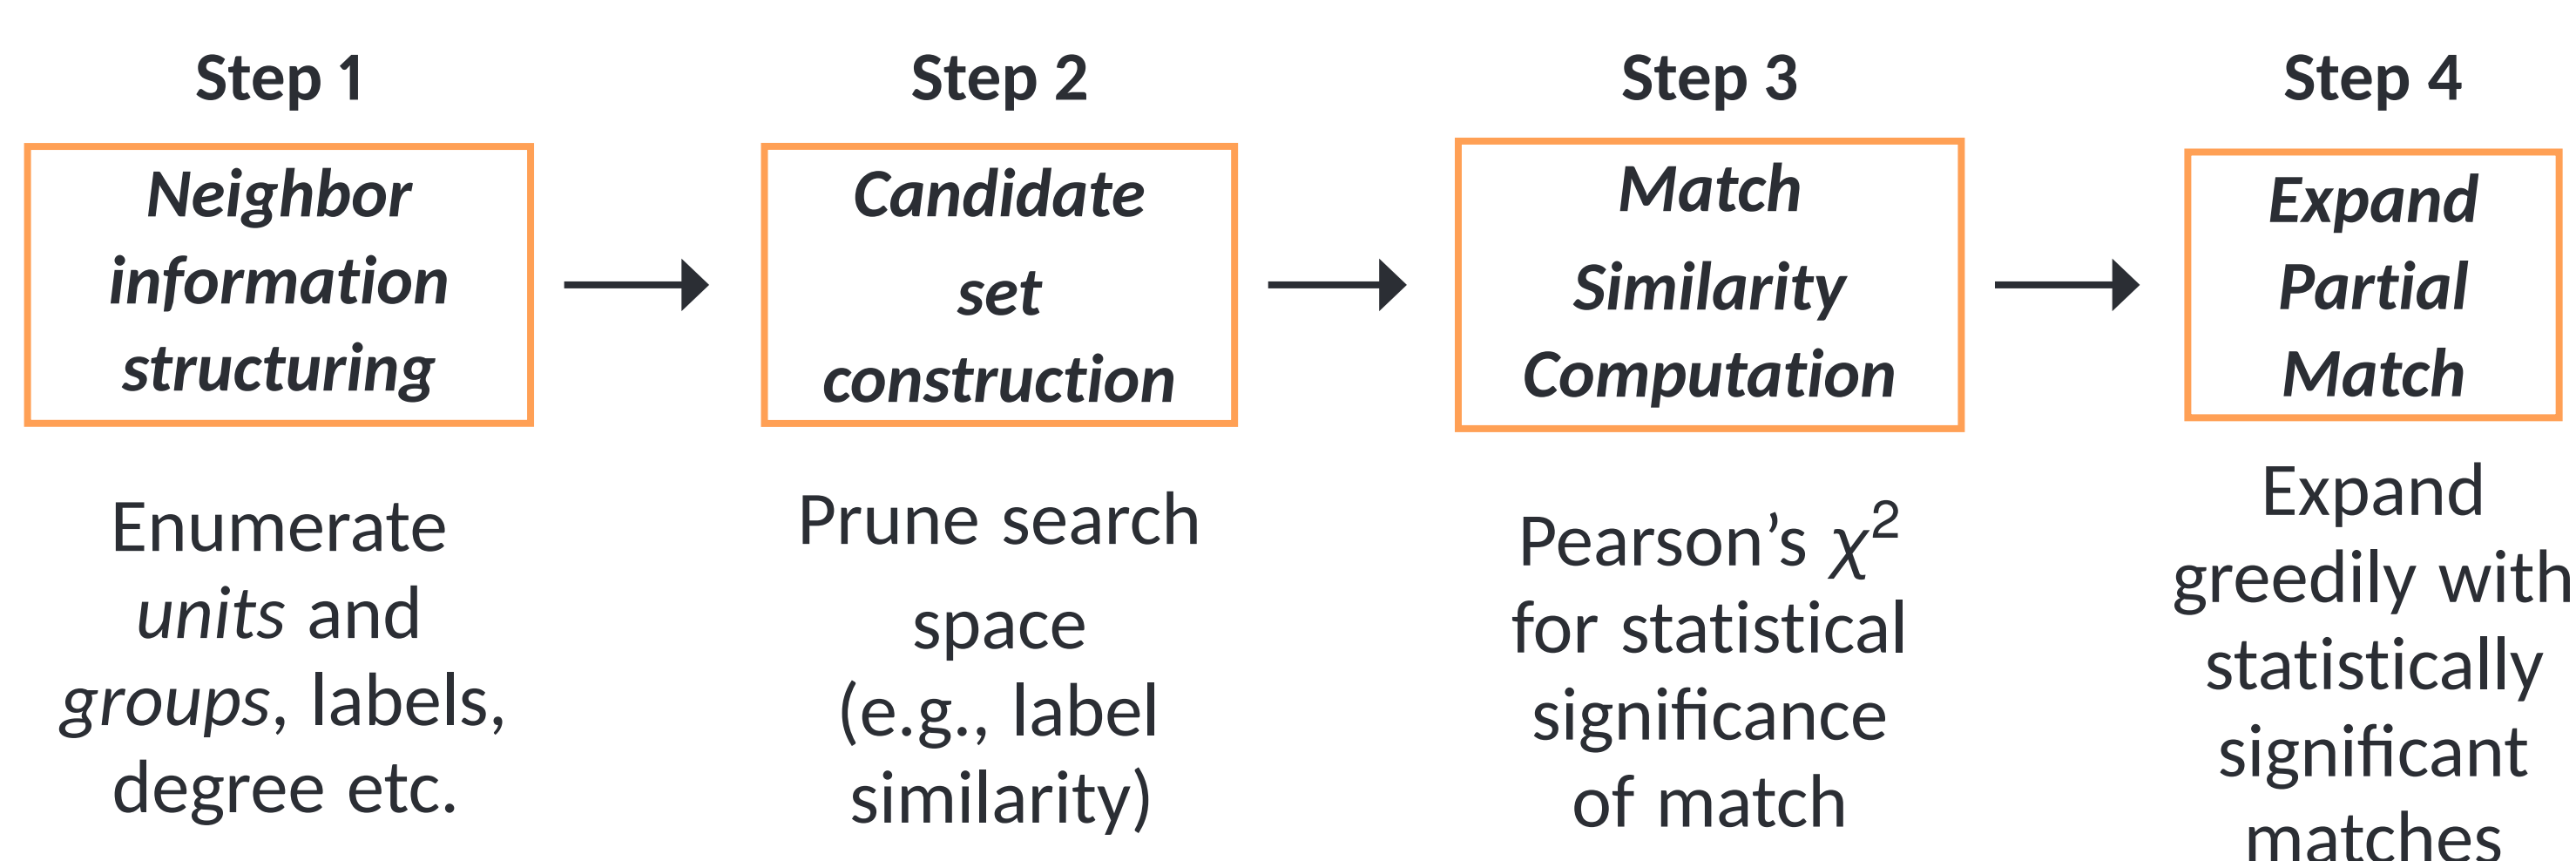 Step 1
Neighbor
information
structuring
Enumerate
units and
groups, labels,
degree etc.
Step 2
Candidate
set
construction
Prune search
space
(e.g., label
similarity)
Step 3
Match
Similarity
Computation
Pearson’s χ²
for statistical
significance
of match
Step 4
Expand
Partial
Match
Expand
greedily with
statistically
significant
matches